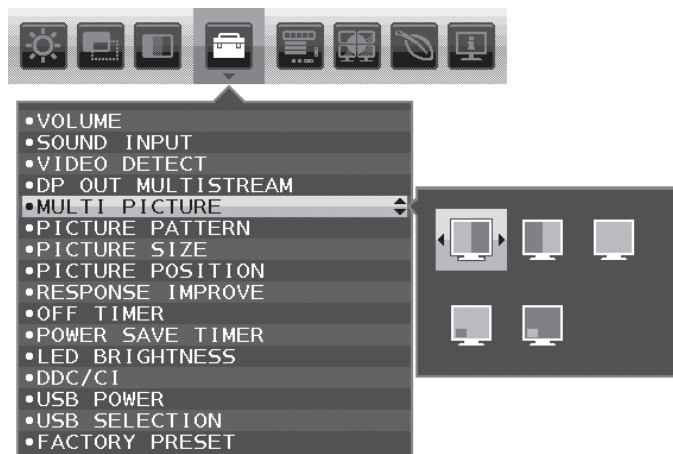 •VOLUME
•SOUND INPUT
•VIDEO DETECT
•DP OUT MULTISTREAM
•MULTI PICTURE
•PICTURE PATTERN
•PICTURE SIZE
•PICTURE POSITION
•RESPONSE IMPROVE
•OFF TIMER
•POWER SAVE TIMER
•LED BRIGHTNESS
•DDC/CI
•USB POWER
•USB SELECTION
•FACTORY PRESET